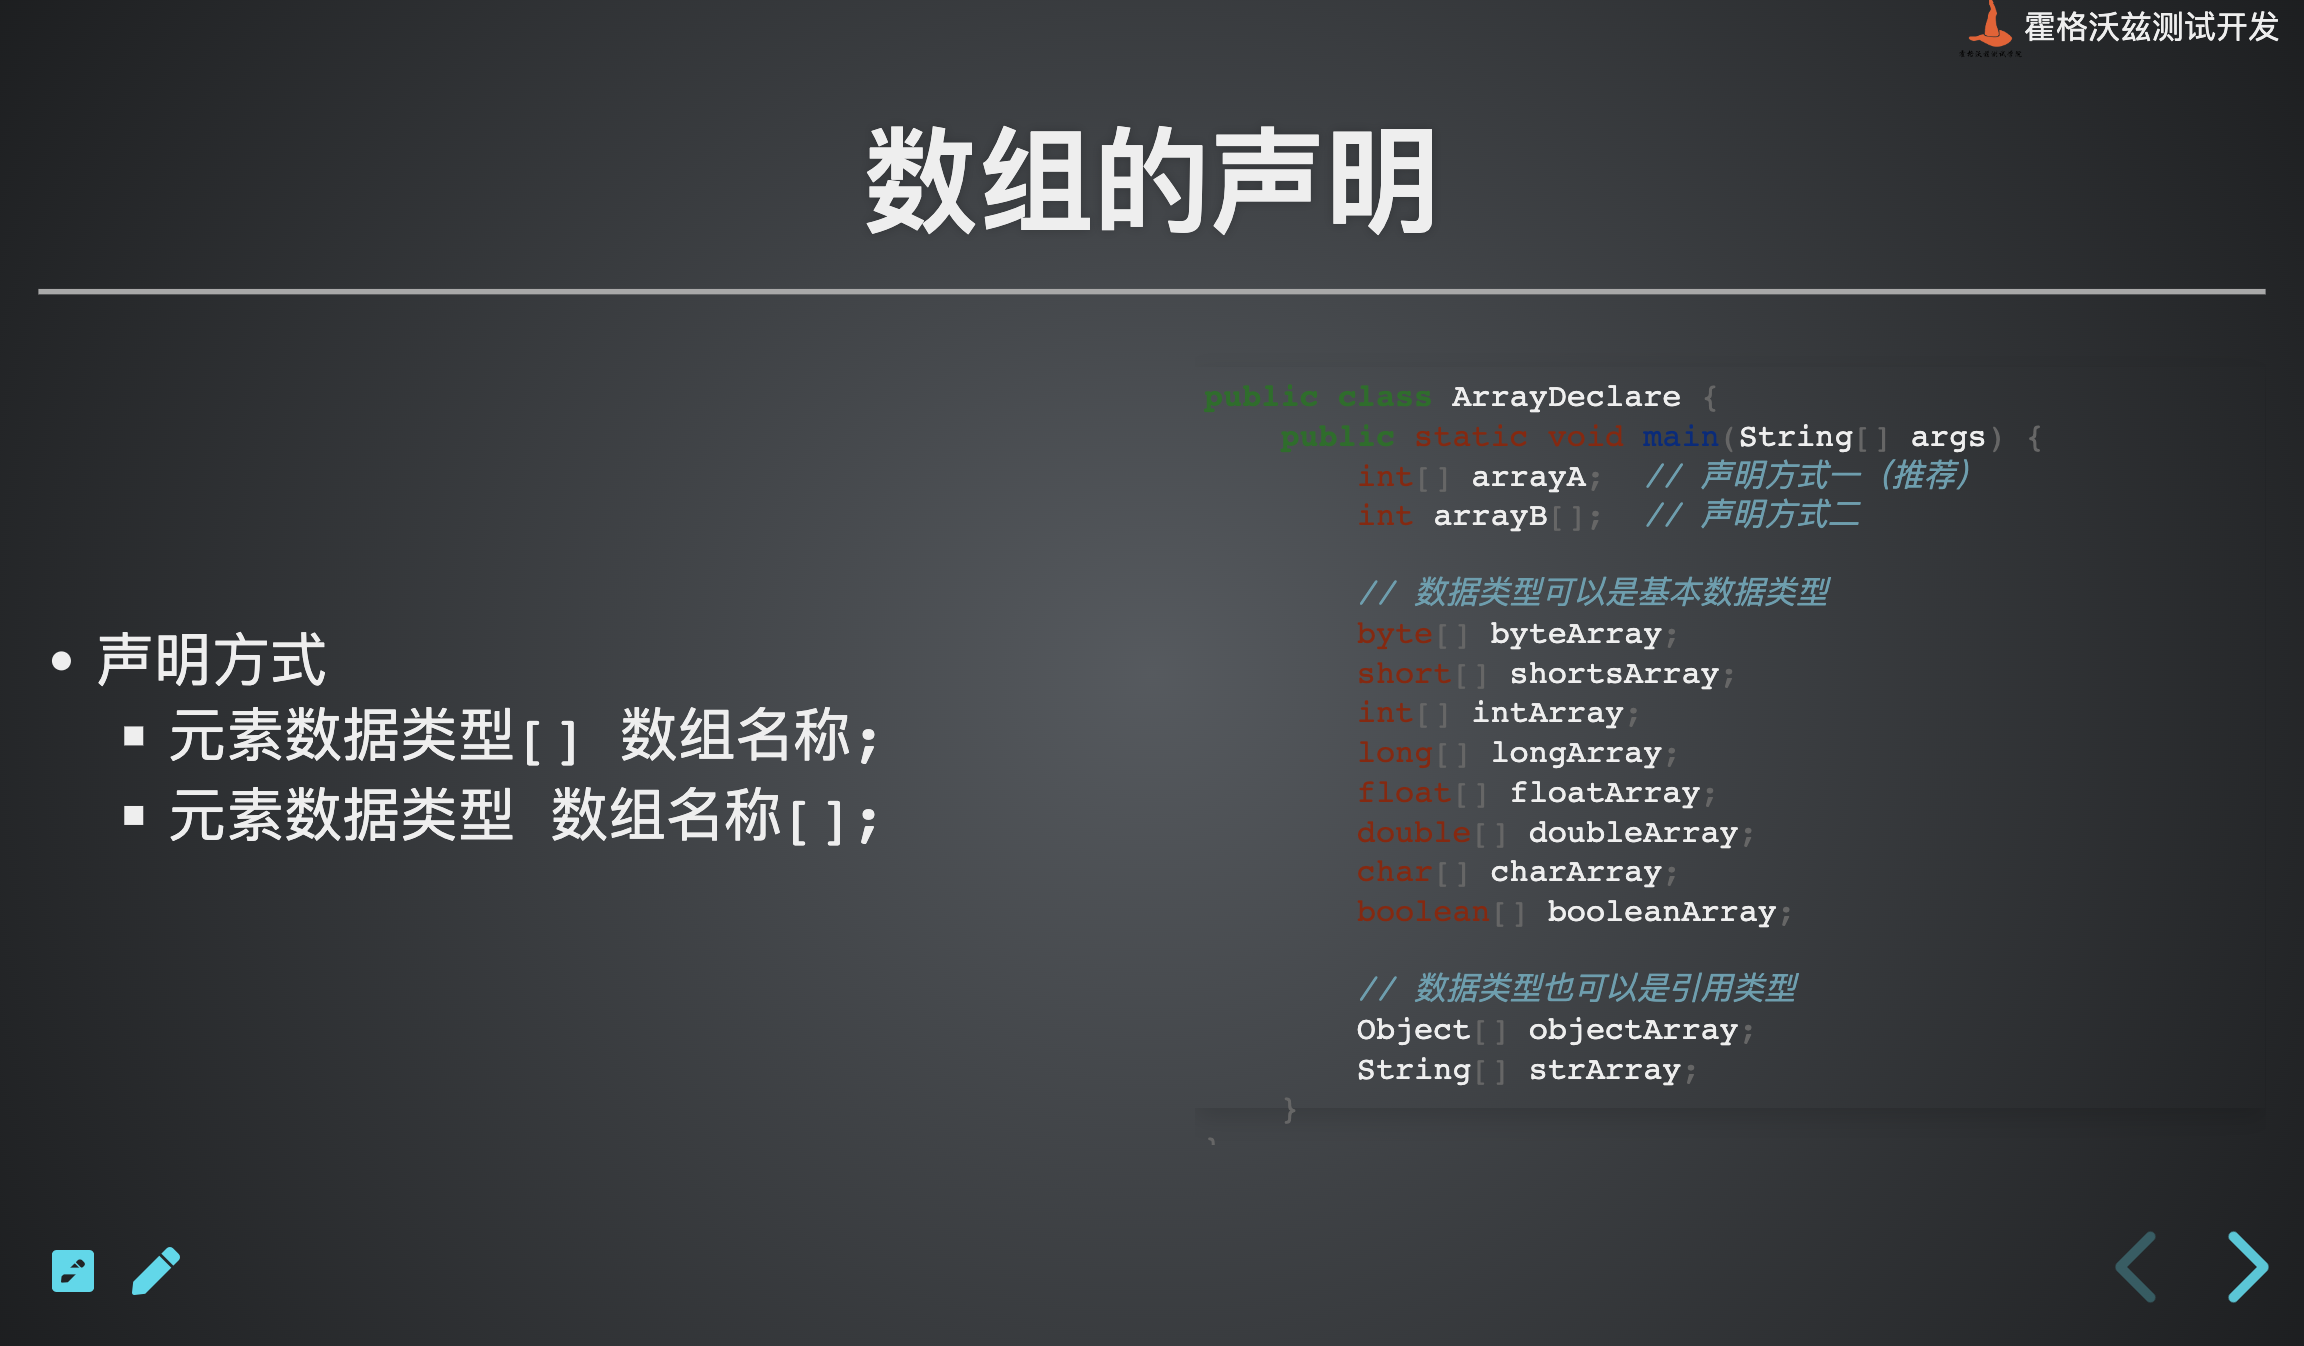 霍格沃兹测试开发
数组的声明
• 声明方式
▪ 元素数据类型[] 数组名称;
▪ 元素数据类型 数组名称[];
public class ArrayDeclare {
    public static void main(String[] args) {
        int[] arrayA;  // 声明方式一（推荐）
        int arrayB[];  // 声明方式二
        // 数据类型可以是基本数据类型
        byte[] byteArray;
        short[] shortsArray;
        int[] intArray;
        long[] longArray;
        float[] floatArray;
        double[] doubleArray;
        char[] charArray;
        boolean[] booleanArray;
        // 数据类型也可以是引用类型
        Object[] objectArray;
        String[] strArray;
    }